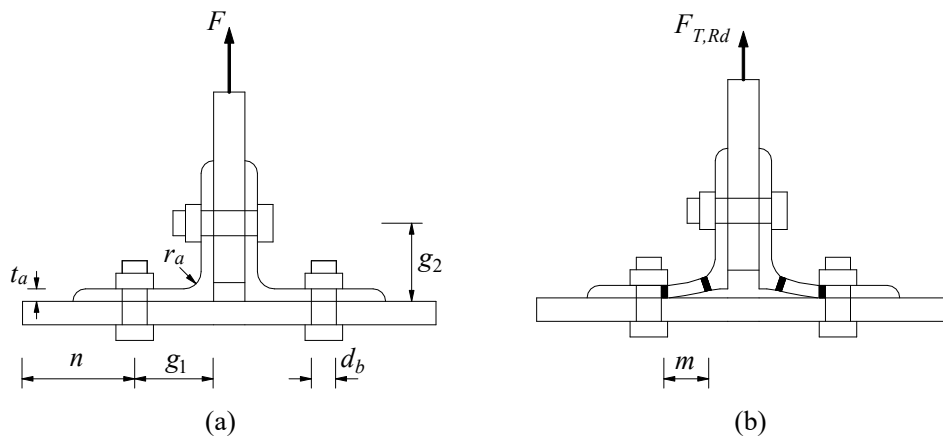 F
F_{T,Rd}
r_a
t_a
g_2
n
g_1
d_b
m
(a)
(b)